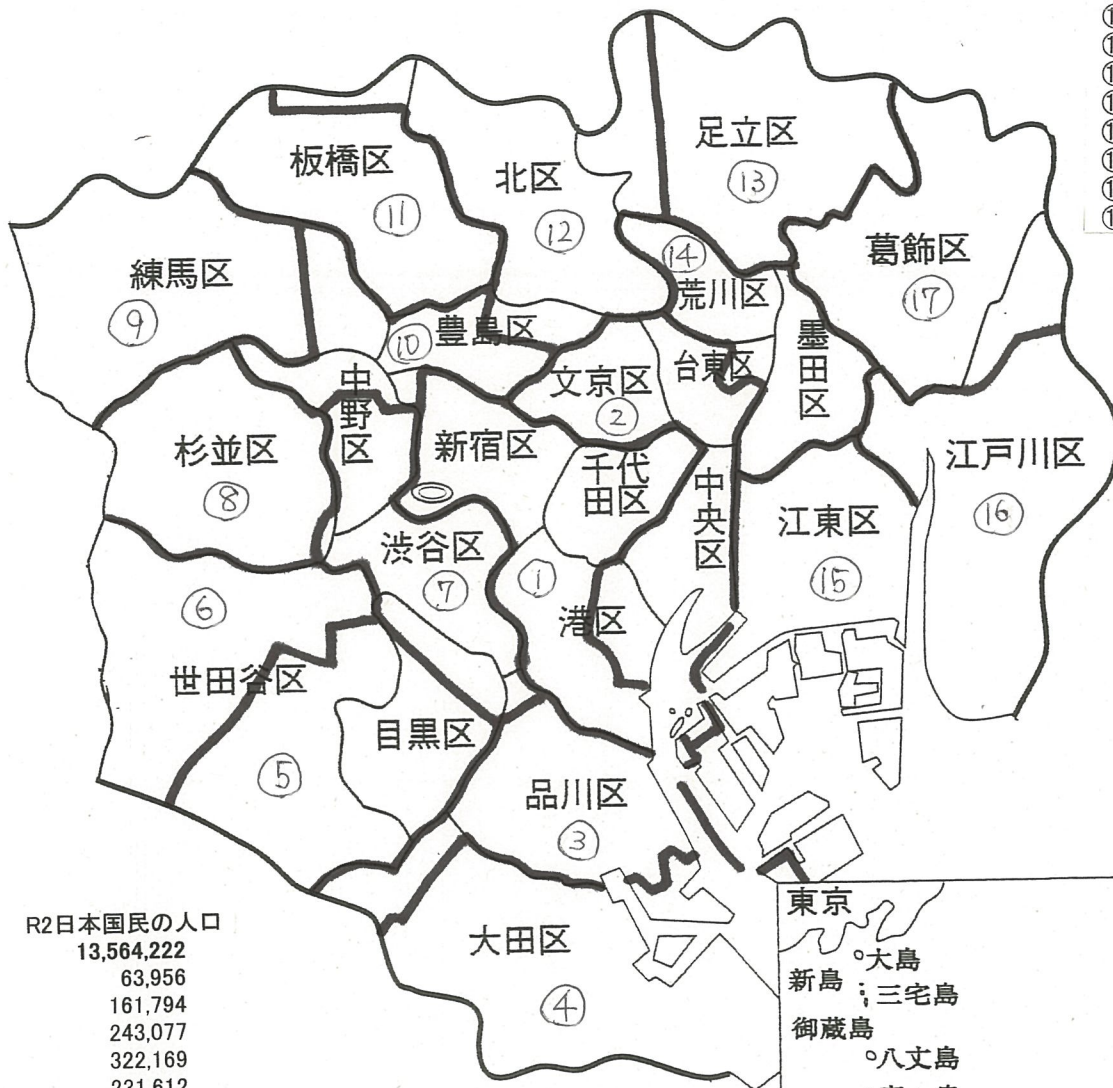 足立区
⑬
板橋区
⑪
北区
⑫
葛飾区
⑰
練馬区
⑨
⑭
荒川区
⑩
豊島区
墨田区
文京区
②
台東区
中野区
杉並区
⑧
新宿区
千代
田区
中央区
江東区
⑮
江戸川区
⑯
渋谷区
⑦
①
港区
⑥
世田谷区
⑤
目黒区
品川区
③
大田区
④
R2日本国民の人口
13,564,222
63,956
161,794
243,077
322,169
東京
大島
新島
三宅島
御蔵島
八丈島